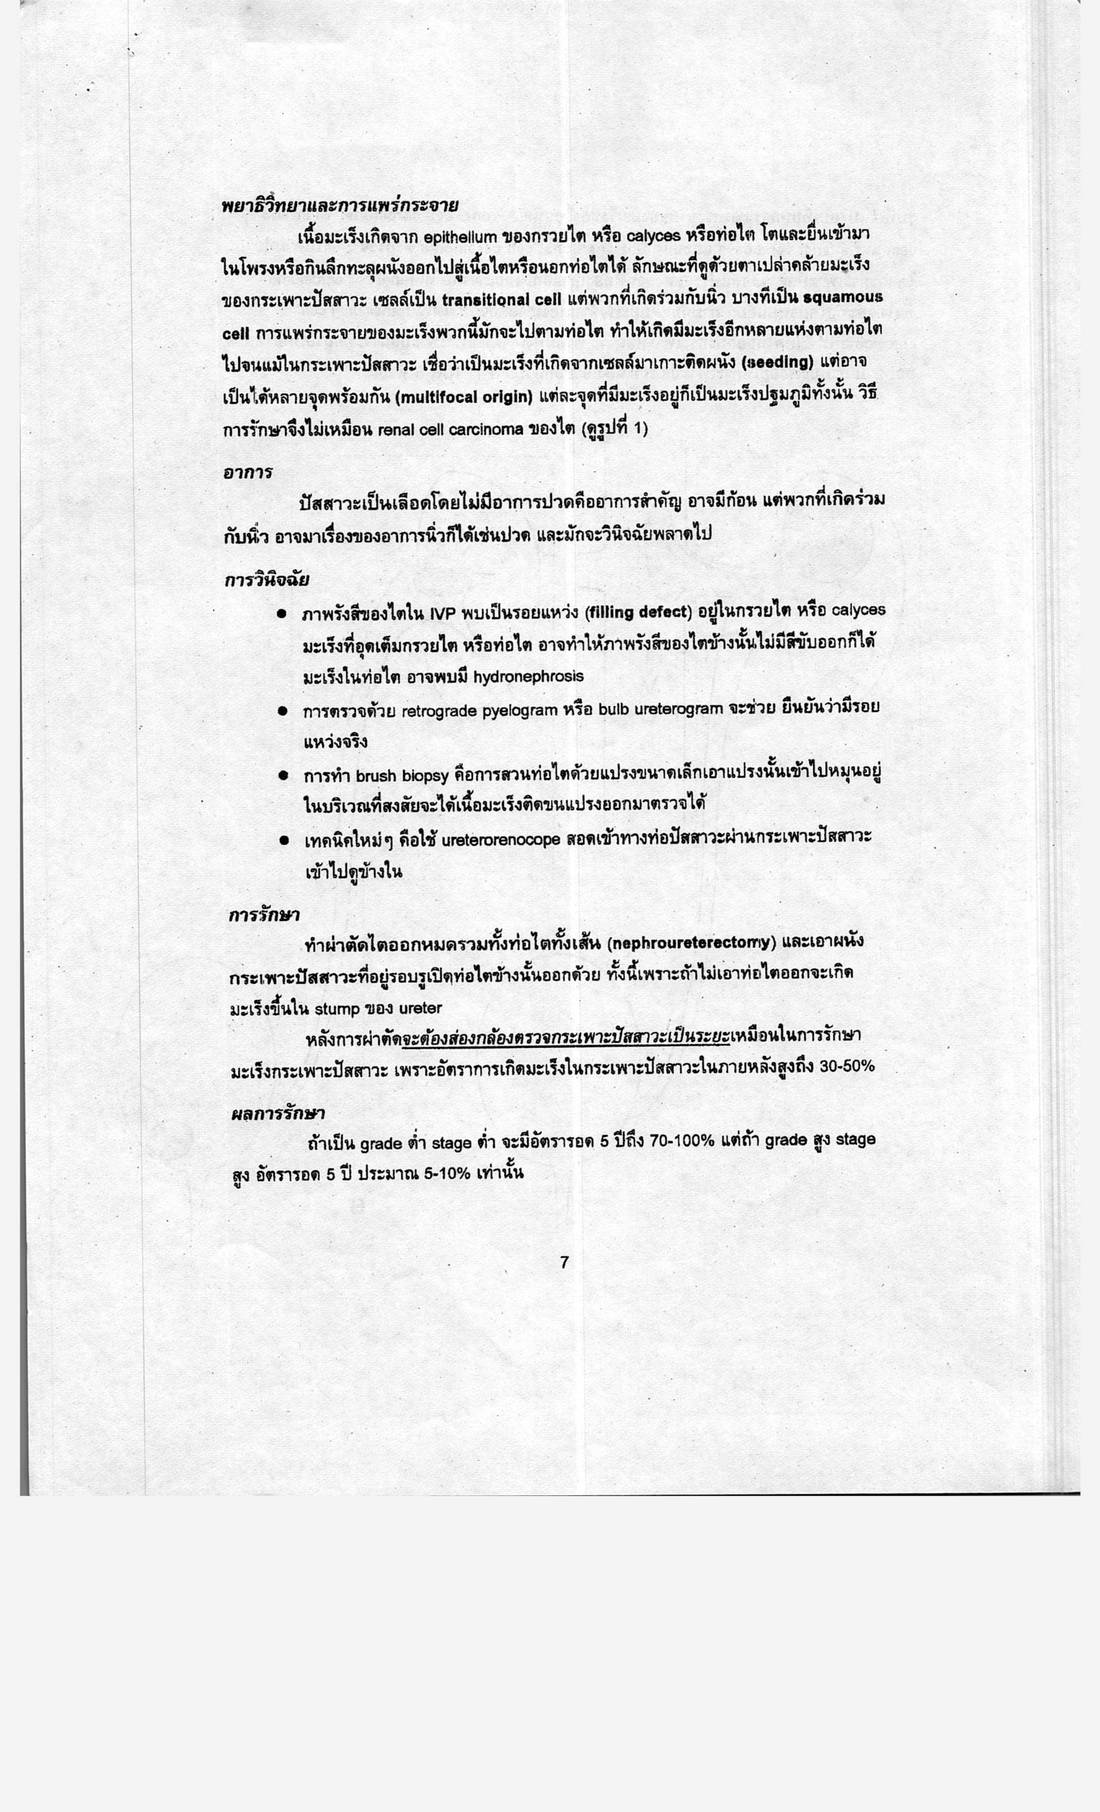 พยาธิวิทยาและการแพร่กระจาย
เนื้อมะเร็งเกิดจาก epithelium ของกรวยไต หรือ calyces หรือท่อไต โตและยื่นเข้ามา
ในโพรงหรือกินลึกทะลุผนังออกไปสู่เนื้อไตหรือนอกท่อไตได้ ลักษณะที่ดูด้วยตาเปล่าคล้ายมะเร็ง
ของกระเพาะปัสสาวะ เซลล์เป็น transitional cell แต่พวกที่เกิดร่วมกับนิ่ว บางทีเป็น squamous
cell การแพร่กระจายของมะเร็งพวกนี้มักจะไปตามท่อไต ทำให้เกิดมีมะเร็งอีกหลายแห่งตามท่อไต
ไปจนแม้ในกระเพาะปัสสาวะ เชื่อว่าเป็นมะเร็งที่เกิดจากเซลล์มาเกาะติดผนัง (seeding) แต่อาจ
เป็นได้หลายจุดพร้อมกัน (multifocal origin) แต่ละจุดที่มีมะเร็งอยู่ก็เป็นมะเร็งปฐมภูมิทั้งนั้น วิธี
การรักษาจึงไม่เหมือน renal cell carcinoma ของไต (ดูรูปที่ 1)
อาการ
ปัสสาวะเป็นเลือดโดยไม่มีอาการปวดคืออาการสำคัญ อาจมีก้อน แต่พวกที่เกิดร่วม
กับนิ่ว อาจมาเรื่องของอาการนิ่วก็ได้เช่นปวด และมักจะวินิจฉัยพลาดไป
การวินิจฉัย
● ภาพรังสีของไตใน IVP พบเป็นรอยแหว่ง (filling defect) อยู่ในกรวยไต หรือ calyces
มะเร็งที่อุดเต็มกรวยไต หรือท่อไต อาจทำให้ภาพรังสีของไตข้างนั้นไม่มีสีขับออกก็ได้
มะเร็งในท่อไต อาจพบมี hydronephrosis
● การตรวจด้วย retrograde pyelogram หรือ bulb ureterogram จะช่วย ยืนยันว่ามีรอย
แหว่งจริง
● การทำ brush biopsy คือการสวนท่อไตด้วยแปรงขนาดเล็กเอาแปรงนั้นเข้าไปหมุนอยู่
ในบริเวณที่สงสัยจะได้เนื้อมะเร็งติดขนแปรงออกมาตรวจได้
● เทคนิคใหม่ๆ คือใช้ ureterorenocope สอดเข้าทางท่อปัสสาวะผ่านกระเพาะปัสสาวะ
เข้าไปดูข้างใน
การรักษา
ทำผ่าตัดไตออกหมดรวมทั้งท่อไตทั้งเส้น (nephroureterectomy) และเอาผนัง
กระเพาะปัสสาวะที่อยู่รอบรูเปิดท่อไตข้างนั้นออกด้วย ทั้งนี้เพราะถ้าไม่เอาท่อไตออกจะเกิด
มะเร็งขึ้นใน stump ของ ureter
หลังการผ่าตัดจะต้องส่องกล้องตรวจกระเพาะปัสสาวะเป็นระยะเหมือนในการรักษา
มะเร็งกระเพาะปัสสาวะ เพราะอัตราการเกิดมะเร็งในกระเพาะปัสสาวะในภายหลังสูงถึง 30-50%
ผลการรักษา
ถ้าเป็น grade ต่ำ stage ต่ำ จะมีอัตรารอด 5 ปีถึง 70-100% แต่ถ้า grade สูง stage
สูง อัตรารอด 5 ปี ประมาณ 5-10% เท่านั้น
7